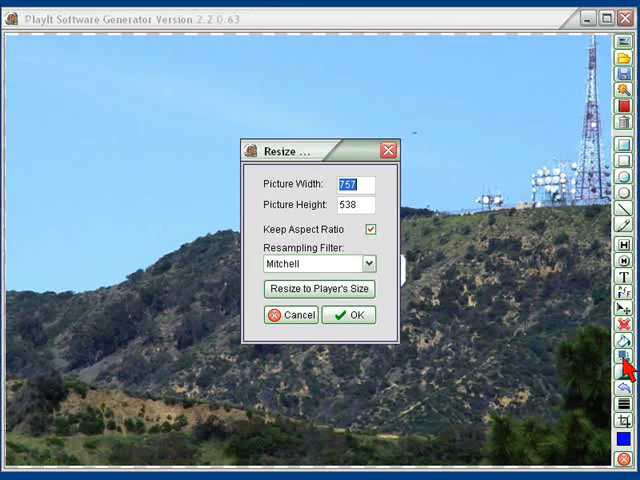 PlayIt Software Generator Version 2.2.0.63
Resize ...
Picture Width: 757
Picture Height: 538
Keep Aspect Ratio
Resampling Filter:
Mitchell
Resize to Player's Size
Cancel OK
H
H
T